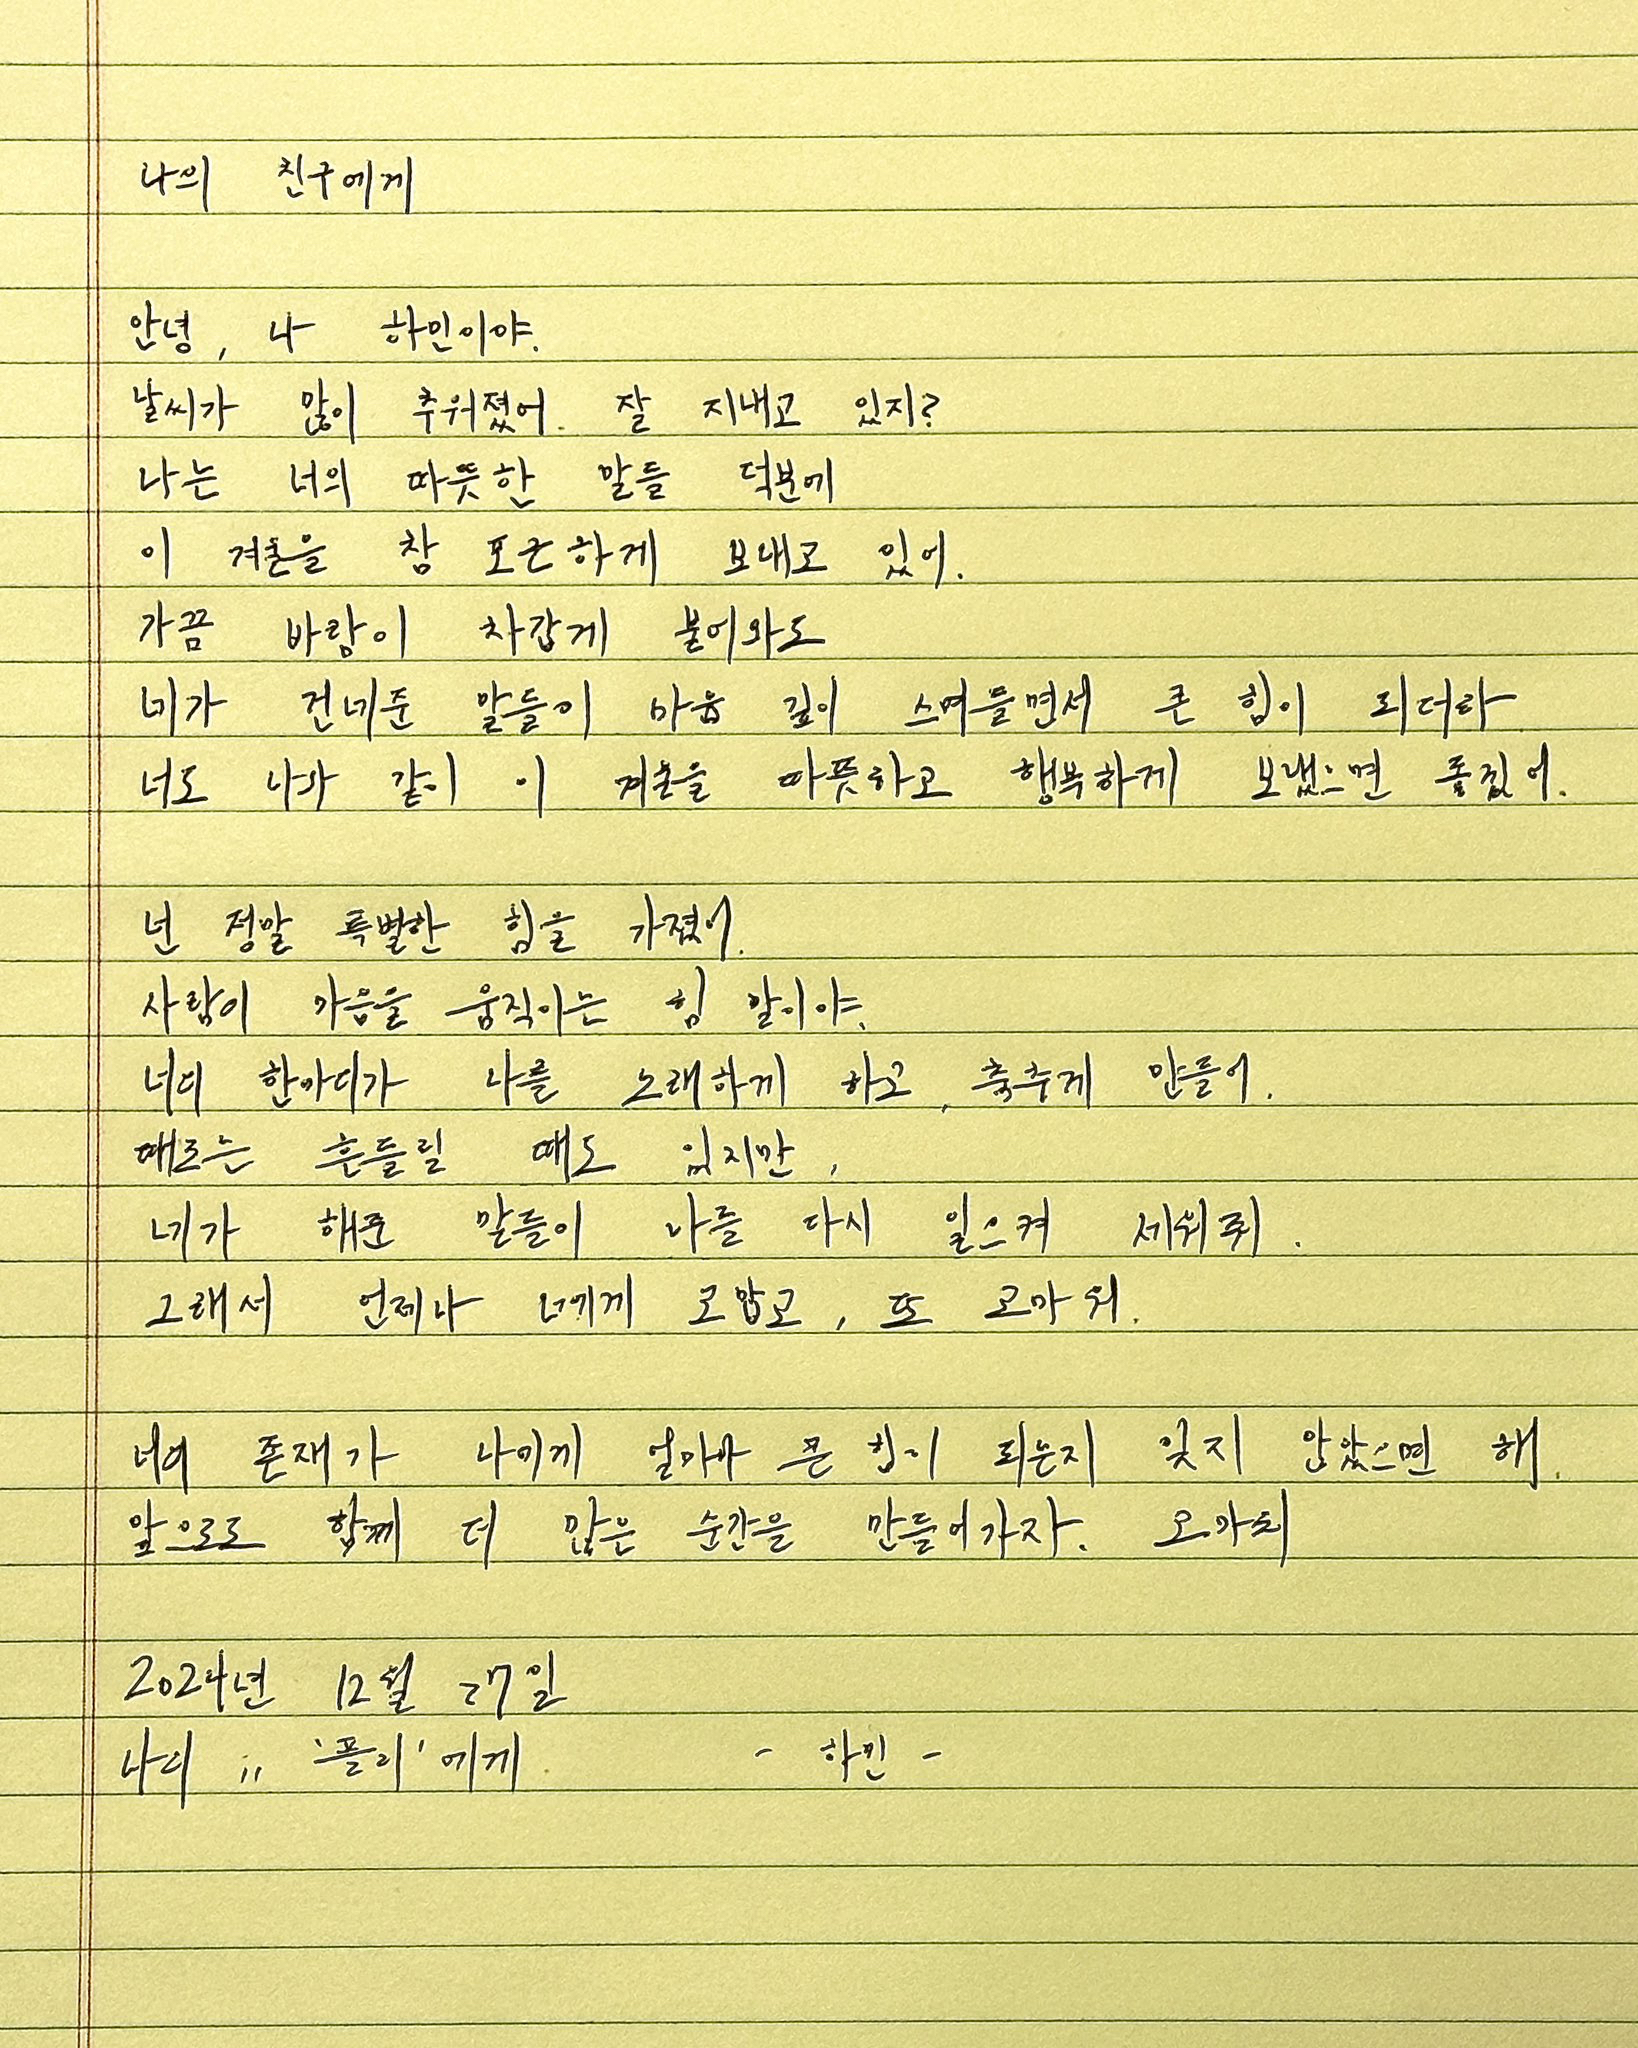 나의 친구에게
안녕, 나 하민이야.
날씨가 많이 추워졌어. 잘 지내고 있지?
나는 너의 따뜻한 말들 덕분에
이 겨울을 참 포근하게 보내고 있어.
가끔 바람이 차갑게 불어와도
네가 건네준 말들이 마음 깊이 스며들면서 큰 힘이 되더라
너도 나와 같이 이 겨울을 따뜻하고 행복하게 보냈으면 좋겠어.
넌 정말 특별한 힘을 가졌어.
사람이 마음을 움직이는 힘 말이야.
너의 한마디가 나를 노래하게 하고, 춤추게 만들어.
때로는 흔들릴 때도 있지만,
네가 해준 말들이 나를 다시 일으켜 세워줘.
그래서 언제나 너에게 고맙고, 또 고마워.
너의 존재가 나에게 얼마나 큰 힘이 되는지 잊지 않았으면 해.
앞으로도 함께 더 많은 순간을 만들어가자. 고마워
2024년 12월 27일
나의 '플리'에게 - 하민 -